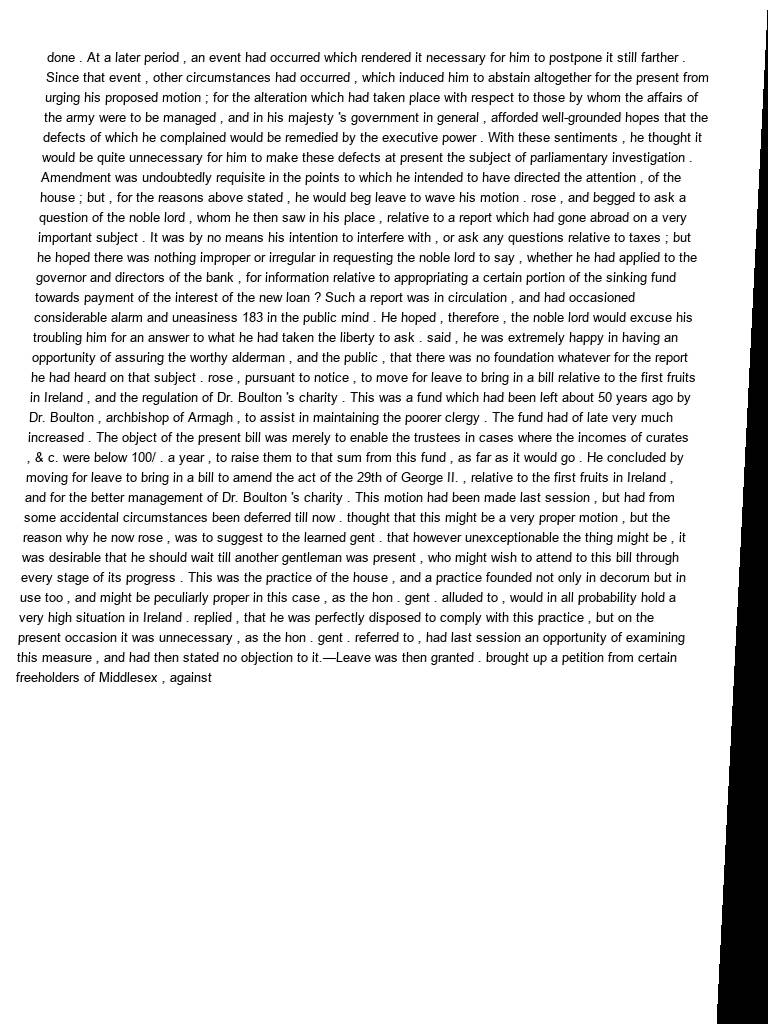 done . At a later period , an event had occurred which rendered it necessary for him to postpone it still farther .
Since that event , other circumstances had occurred , which induced him to abstain altogether for the present from
urging his proposed motion ; for the alteration which had taken place with respect to those by whom the affairs of
the army were to be managed , and in his majesty 's government in general , afforded well-grounded hopes that the
defects of which he complained would be remedied by the executive power . With these sentiments , he thought it
would be quite unnecessary for him to make these defects at present the subject of parliamentary investigation .
Amendment was undoubtedly requisite in the points to which he intended to have directed the attention , of the
house ; but , for the reasons above stated , he would beg leave to wave his motion . rose , and begged to ask a
question of the noble lord , whom he then saw in his place , relative to a report which had gone abroad on a very
important subject . It was by no means his intention to interfere with , or ask any questions relative to taxes ; but
he hoped there was nothing improper or irregular in requesting the noble lord to say , whether he had applied to the
governor and directors of the bank , for information relative to appropriating a certain portion of the sinking fund
towards payment of the interest of the new loan ? Such a report was in circulation , and had occasioned
considerable alarm and uneasiness 183 in the public mind . He hoped , therefore , the noble lord would excuse his
troubling him for an answer to what he had taken the liberty to ask . said , he was extremely happy in having an
opportunity of assuring the worthy alderman , and the public , that there was no foundation whatever for the report
he had heard on that subject . rose , pursuant to notice , to move for leave to bring in a bill relative to the first fruits
in Ireland , and the regulation of Dr. Boulton 's charity . This was a fund which had been left about 50 years ago by
Dr. Boulton , archbishop of Armagh , to assist in maintaining the poorer clergy . The fund had of late very much
increased . The object of the present bill was merely to enable the trustees in cases where the incomes of curates
, & c. were below 100/ . a year , to raise them to that sum from this fund , as far as it would go . He concluded by
moving for leave to bring in a bill to amend the act of the 29th of George II. , relative to the first fruits in Ireland ,
and for the better management of Dr. Boulton 's charity . This motion had been made last session , but had from
some accidental circumstances been deferred till now . thought that this might be a very proper motion , but the
reason why he now rose , was to suggest to the learned gent . that however unexceptionable the thing might be , it
was desirable that he should wait till another gentleman was present , who might wish to attend to this bill through
every stage of its progress . This was the practice of the house , and a practice founded not only in decorum but in
use too , and might be peculiarly proper in this case , as the hon . gent . alluded to , would in all probability hold a
very high situation in Ireland . replied , that he was perfectly disposed to comply with this practice , but on the
present occasion it was unnecessary , as the hon . gent . referred to , had last session an opportunity of examining
this measure , and had then stated no objection to it.—Leave was then granted . brought up a petition from certain
freeholders of Middlesex , against